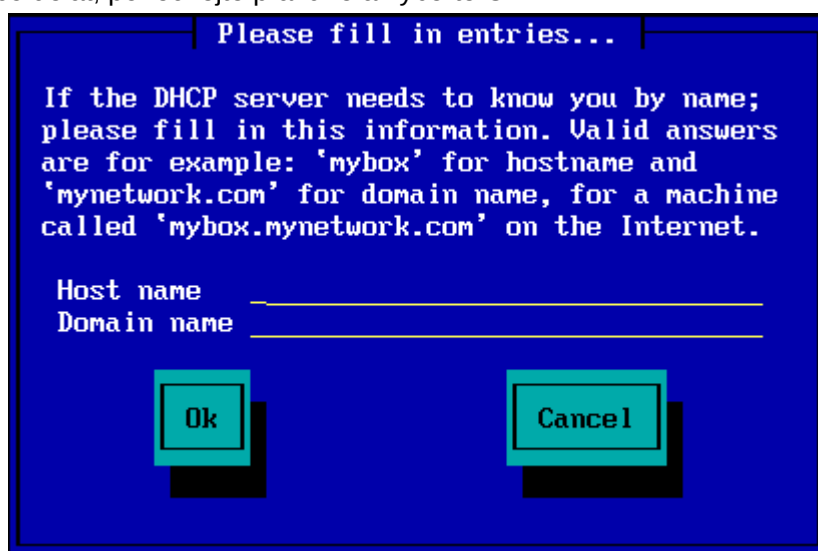 Please fill in entries...
If the DHCP server needs to know you by name;
please fill in this information. Valid answers
are for example: 'mybox' for hostname and
'mynetwork.com' for domain name, for a machine
called 'mybox.mynetwork.com' on the Internet.
Host name
Domain name
Ok Cancel